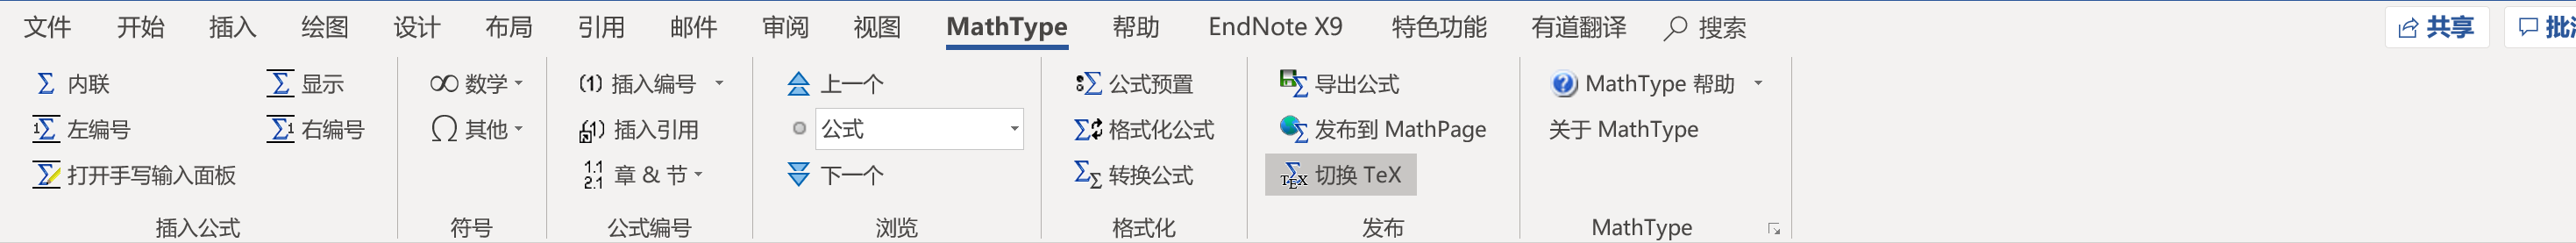 文件 开始 插入 绘图 设计 布局 引用 邮件 审阅 视图 MathType 帮助 EndNote X9 特色功能 有道翻译 搜索 共享
内联 显示 数学 (1) 插入编号 上一个 公式预置 导出公式 MathType 帮助
左编号 右编号 其他 插入引用 公式 格式化公式 发布到 MathPage 关于 MathType
打开手写输入面板 1.1 2.1 章 & 节 下一个 转换公式 TEX 切换 TeX
插入公式 符号 公式编号 浏览 格式化 发布 MathType